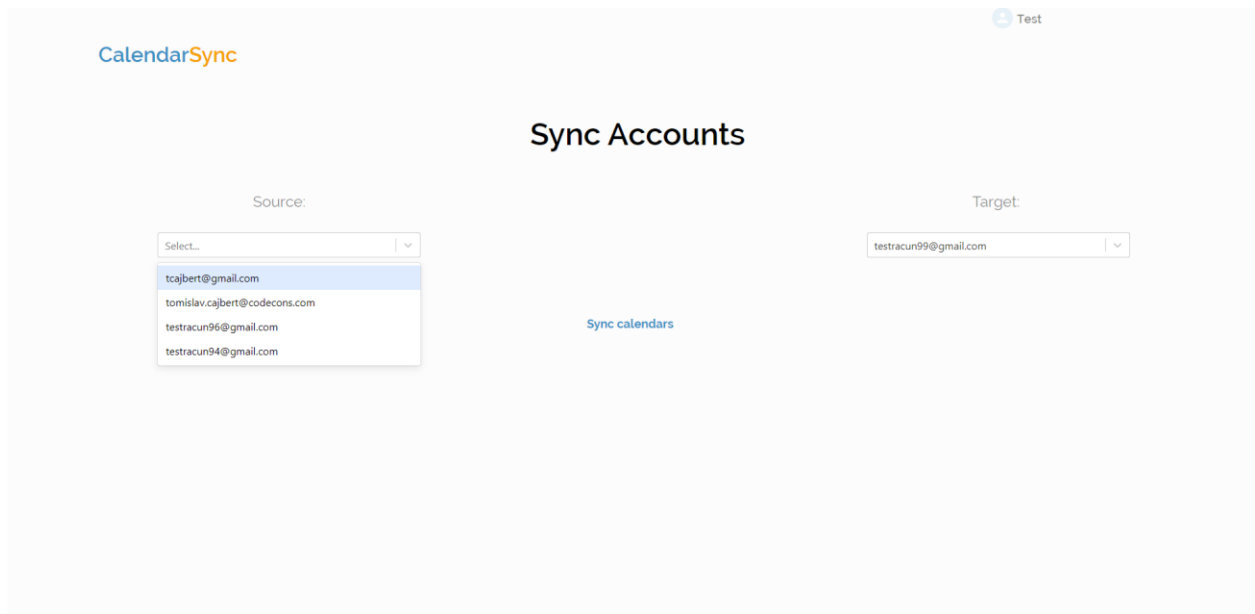 Test
CalendarSync
Sync Accounts
Source:
Target:
Select...
testracun99@gmail.com
tcajbert@gmail.com
tomislav.cajbert@codecons.com
testracun96@gmail.com
testracun94@gmail.com
Sync calendars